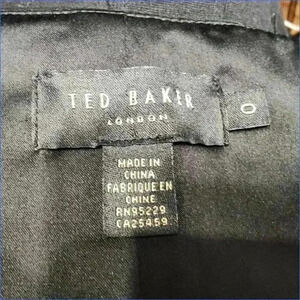 TED BAKER
LONDON
0
MADE IN
CHINA
FABRIQUE EN
CHINE
RN95229
CA25459